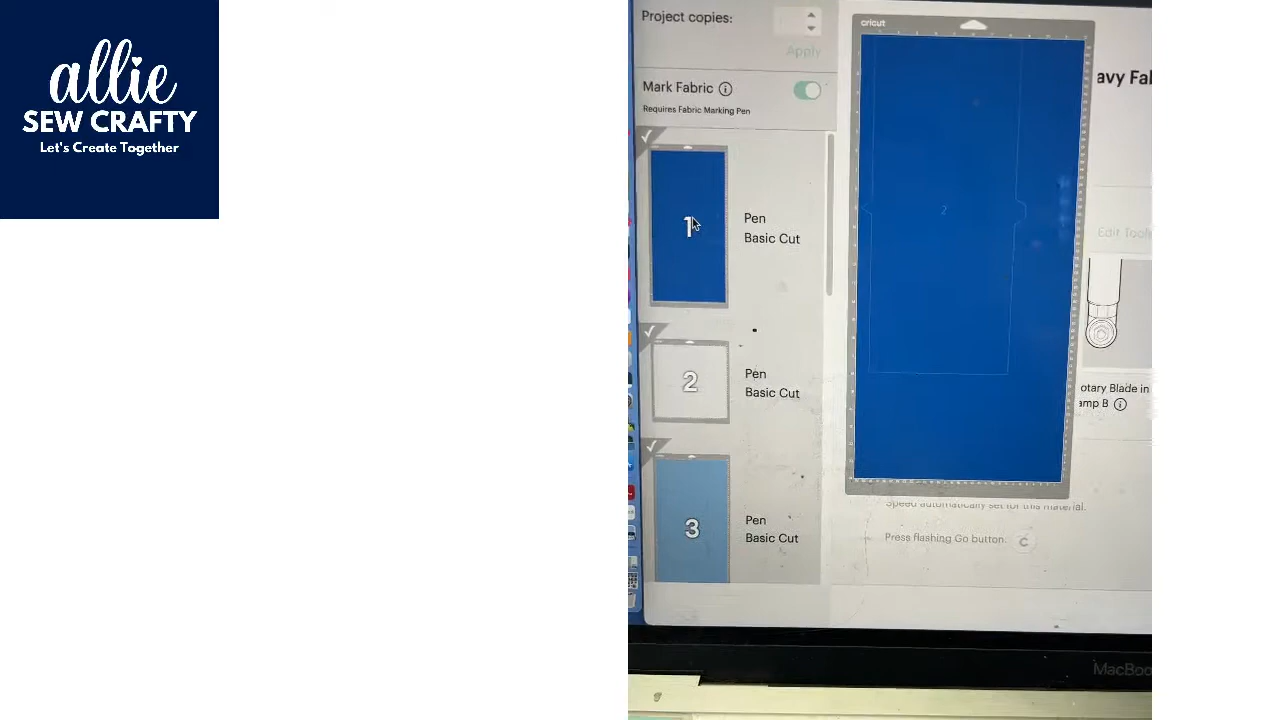 allie
SEW CRAFTY
Let's Create Together
Project copies:
Apply
Mark Fabric
Requires Fabric Marking Pen
1
Pen
Basic Cut
2
Pen
Basic Cut
3
Pen
Basic Cut
cricut
2
avy Fal
Edit Tool
otary Blade in
amp B
Speed automatically set for this material.
Press flashing Go button.
MacBoo